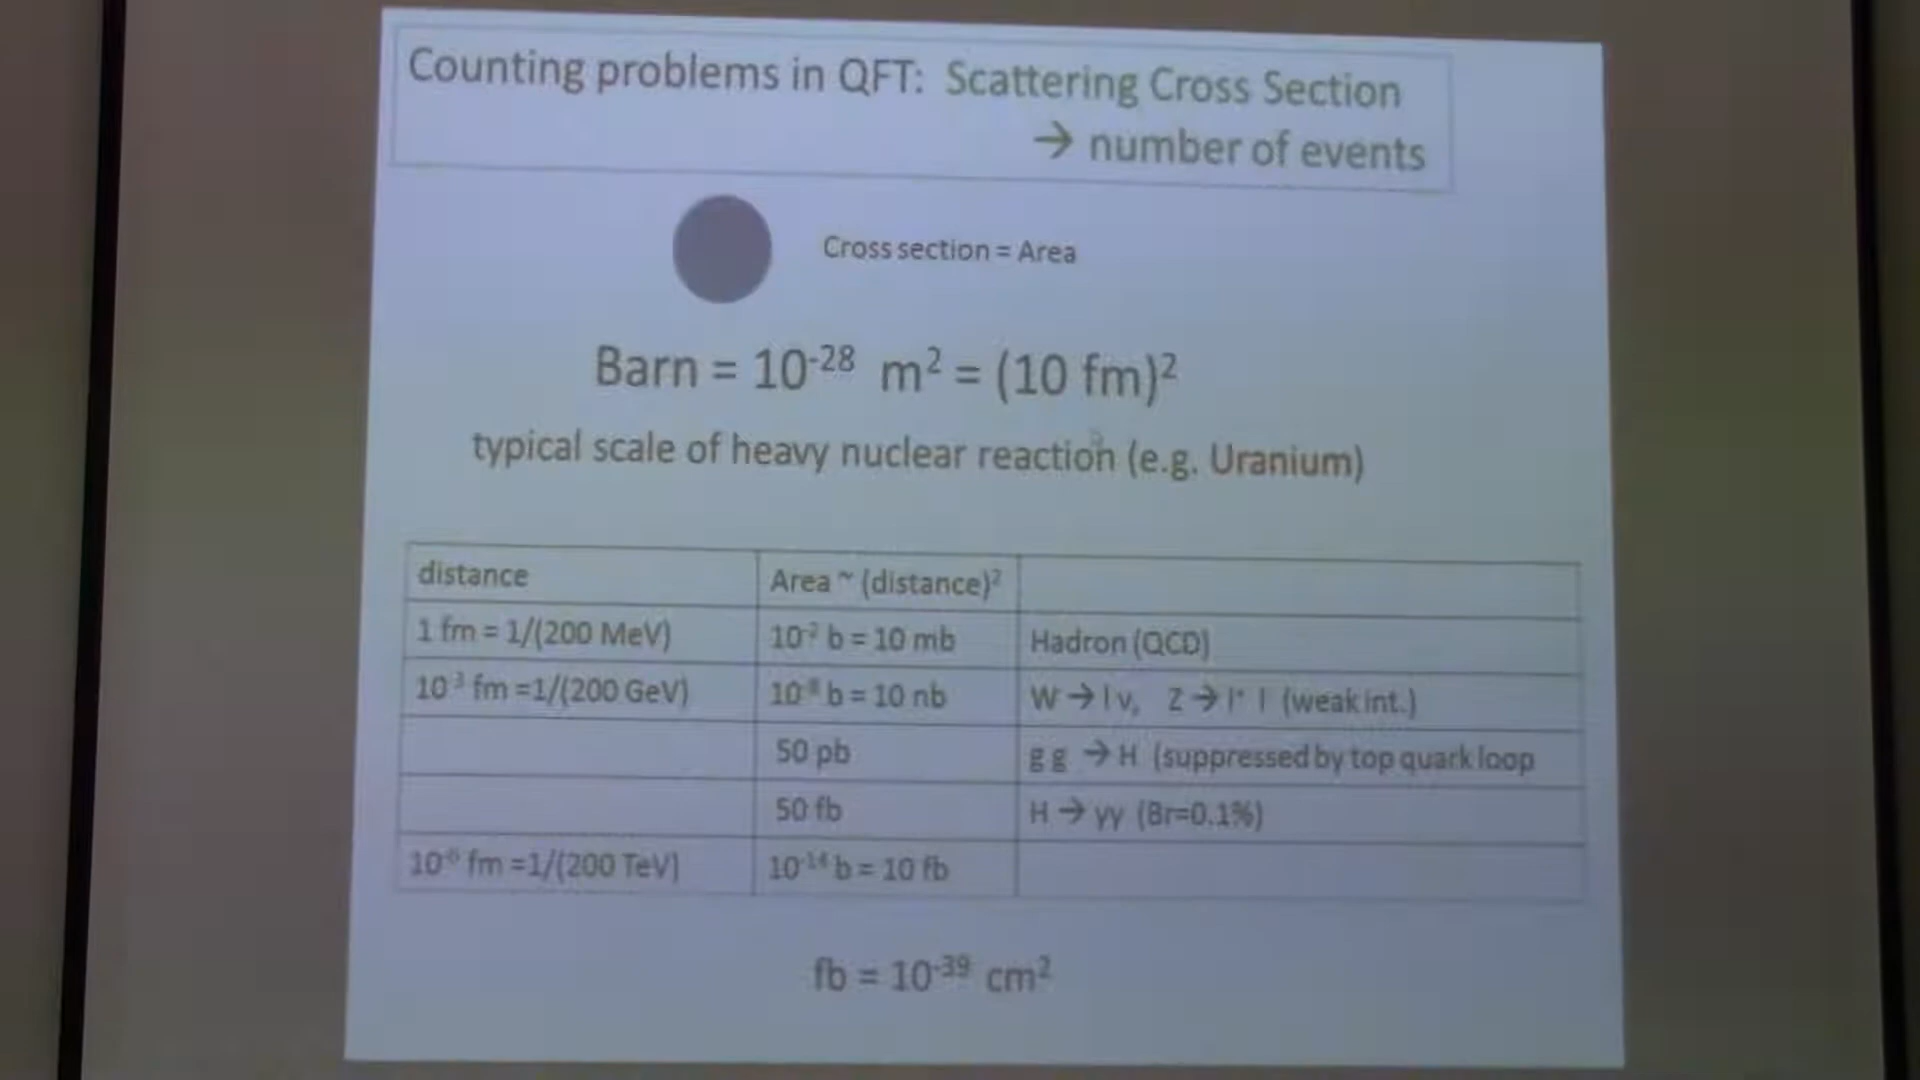 Counting problems in QFT: Scattering Cross Section
→ number of events
Cross section = Area
Barn = 10⁻²⁸ m² = (10 fm)²
typical scale of heavy nuclear reaction (e.g. Uranium)
distance Area ~ (distance)²
1 fm = 1/(200 MeV) 10⁻² b = 10 mb Hadron (QCD)
10⁻³ fm =1/(200 GeV) 10⁻⁸ b = 10 nb W → l ν, Z → l⁺ l (weak int.)
50 pb g g → H (suppressed by top quark loop
50 fb H → γγ (Br=0.1%)
10⁻⁶ fm =1/(200 TeV) 10⁻¹⁴ b = 10 fb
fb = 10⁻³⁹ cm²